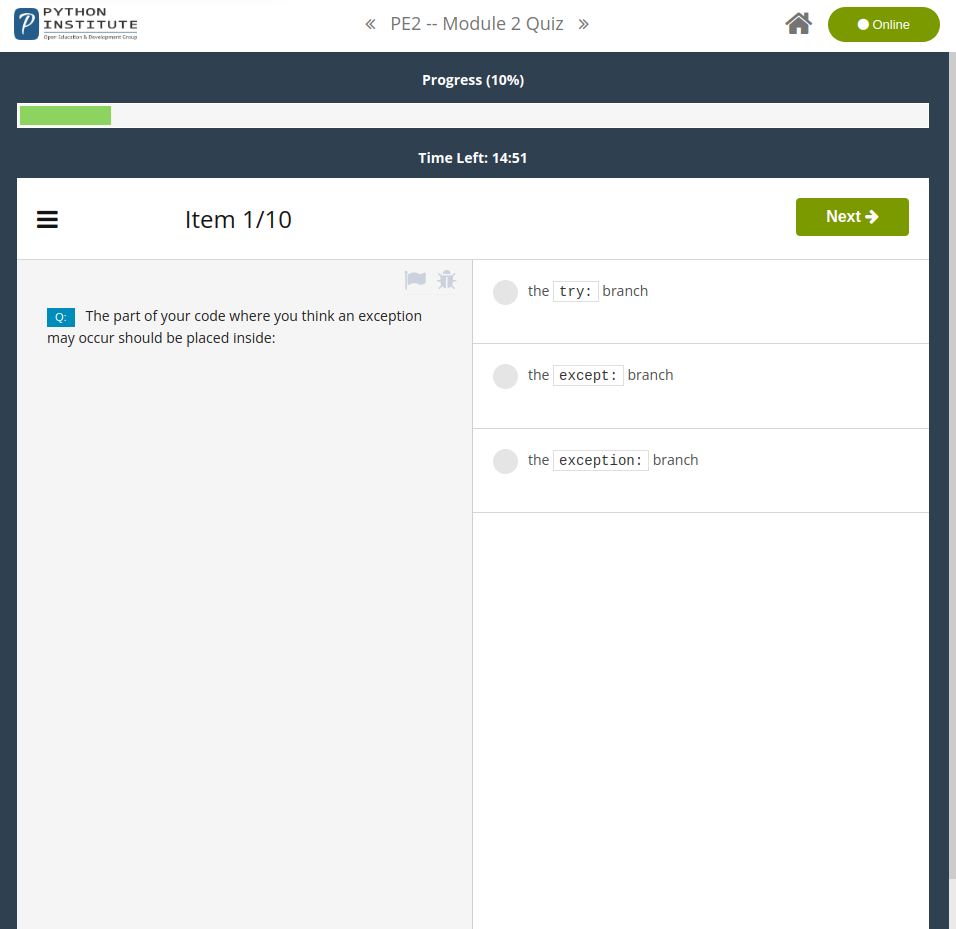 PYTHON
INSTITUTE
Open Education & Development Group
« PE2 -- Module 2 Quiz »
Online
Progress (10%)
Time Left: 14:51
Item 1/10
Next
Q: The part of your code where you think an exception
may occur should be placed inside:
the try: branch
the except: branch
the exception: branch